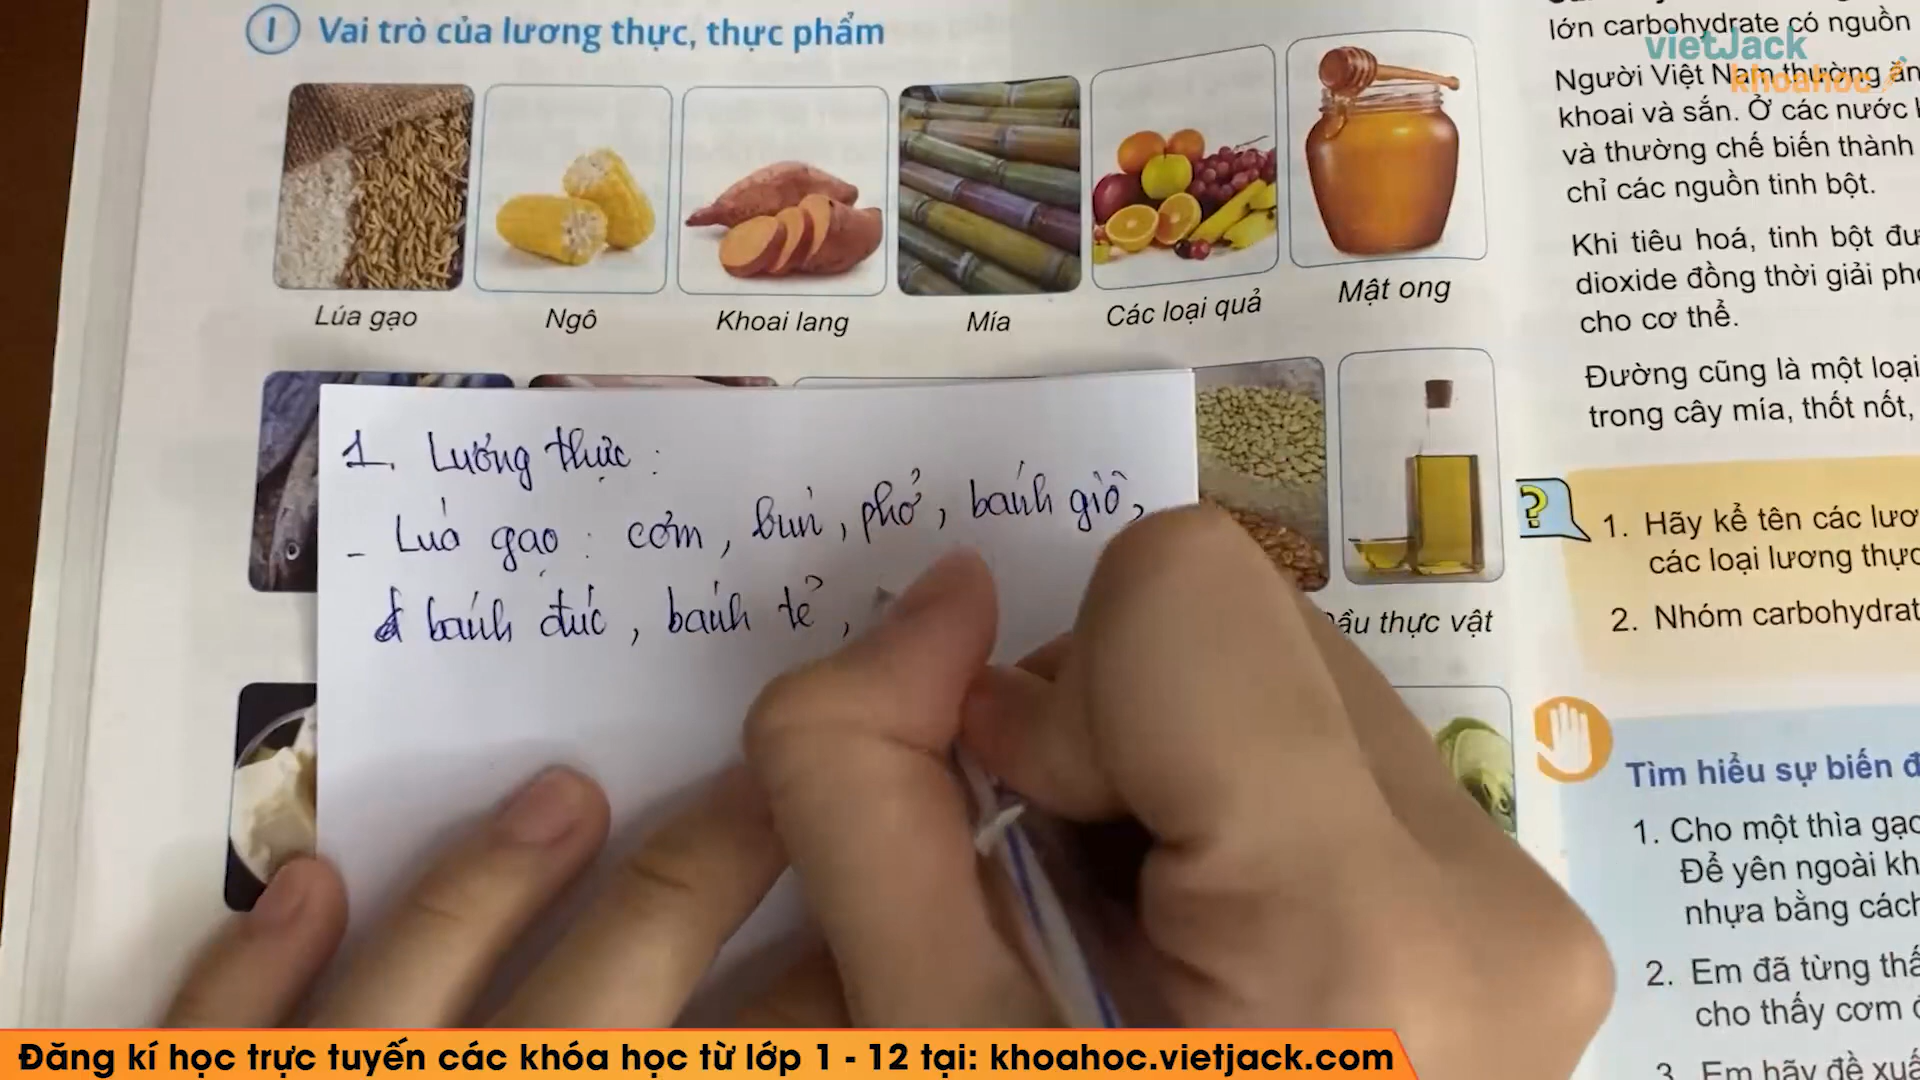 I Vai trò của lương thực, thực phẩm
Lúa gạo
Ngô
Khoai lang
Mía
Các loại quả
Mật ong
1. Lương thực :
- Lúa gạo : cơm, bún, phở, bánh giò,
bánh đúc, bánh tẻ,
Dầu thực vật
lớn carbohydrate có nguồn
Người Việt Nam thường ăn
khoai và sắn. Ở các nước
và thường chế biến thành
chỉ các nguồn tinh bột.
Khi tiêu hoá, tinh bột đư
dioxide đồng thời giải phó
cho cơ thể.
Đường cũng là một loại
trong cây mía, thốt nốt,
?
1. Hãy kể tên các lươ
các loại lương thực
2. Nhóm carbohydrat
Tìm hiểu sự biến đ
1. Cho một thìa gạo
Để yên ngoài kh
nhựa bằng cách
2. Em đã từng thấ
cho thấy cơm
3. Em hãy đề xuấ
vietJack
khoahoc
Đăng kí học trực tuyến các khóa học từ lớp 1 - 12 tại: khoahoc.vietjack.com